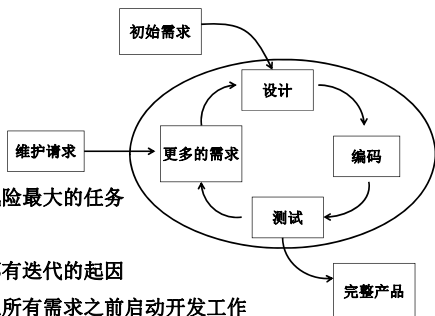 初始需求
设计
维护请求
更多的需求
编码
险最大的任务
测试
有迭代的起因
完整产品
所有需求之前启动开发工作